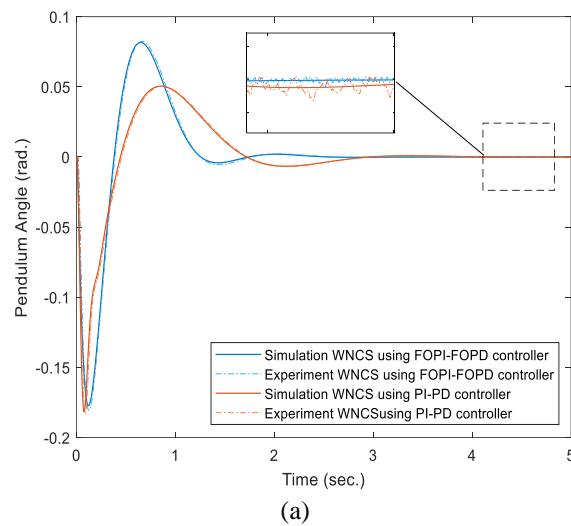 0.1
0.05
0
-0.05
-0.1
-0.15
-0.2
Pendulum Angle (rad.)
Simulation WNCS using FOPI-FOPD controller
Experiment WNCS using FOPI-FOPD controller
Simulation WNCS using PI-PD controller
Experiment WNCSusing PI-PD controller
0 1 2 3 4 5
Time (sec.)
(a)